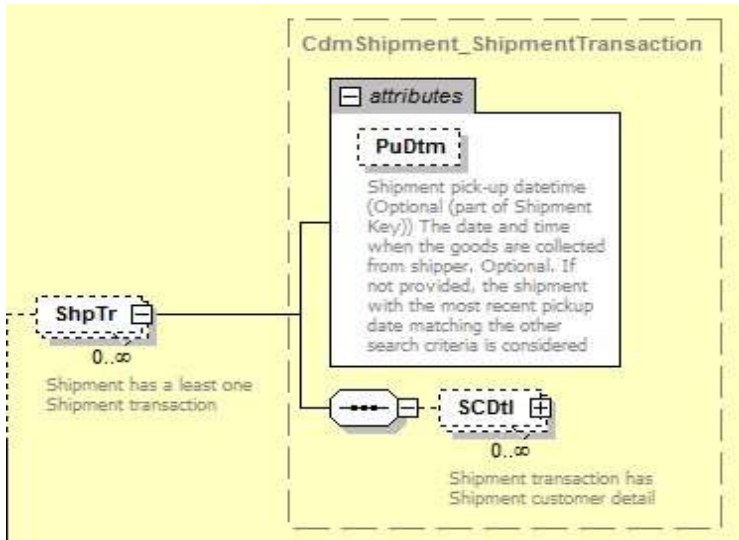 CdmShipment_ShipmentTransaction
attributes
PuDtm
Shipment pick-up datetime
(Optional (part of Shipment
Key)) The date and time
when the goods are collected
from shipper. Optional. If
not provided, the shipment
with the most recent pickup
date matching the other
search criteria is considered
ShpTr
0..∞
Shipment has a least one
Shipment transaction
SCDtl
0..∞
Shipment transaction has
Shipment customer detail